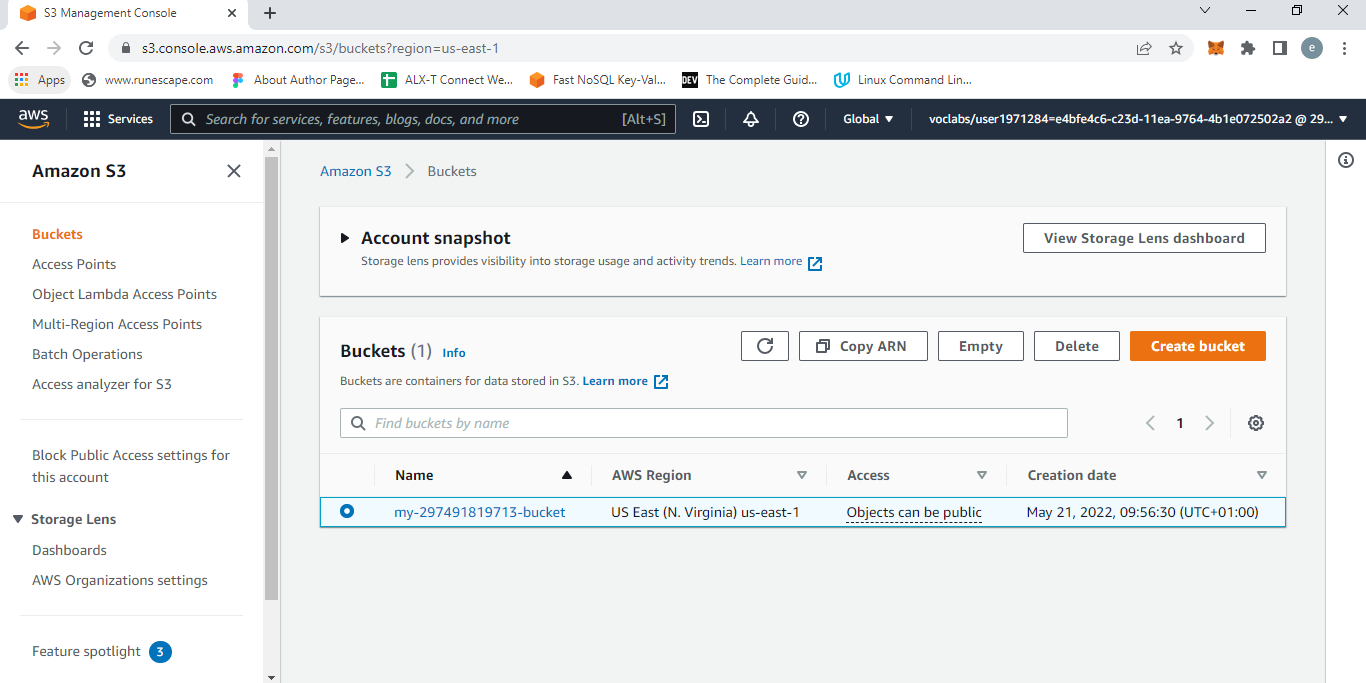 S3 Management Console
s3.console.aws.amazon.com/s3/buckets?region=us-east-1
e
Apps
www.runescape.com
About Author Page...
ALX-T Connect We...
Fast NoSQL Key-Val...
DEV The Complete Guid...
Linux Command Lin...
aws
Services
Search for services, features, blogs, docs, and more
[Alt+S]
Global
voclabs/user1971284=e4bfe4c6-c23d-11ea-9764-4b1e072502a2 @ 29...
Amazon S3
Buckets
Access Points
Object Lambda Access Points
Multi-Region Access Points
Batch Operations
Access analyzer for S3
Block Public Access settings for
this account
Storage Lens
Dashboards
AWS Organizations settings
Feature spotlight 3
Amazon S3 > Buckets
Account snapshot
Storage lens provides visibility into storage usage and activity trends. Learn more
View Storage Lens dashboard
Buckets (1) Info
Buckets are containers for data stored in S3. Learn more
Copy ARN
Empty
Delete
Create bucket
Find buckets by name
1
Name AWS Region Access Creation date
my-297491819713-bucket US East (N. Virginia) us-east-1 Objects can be public May 21, 2022, 09:56:30 (UTC+01:00)